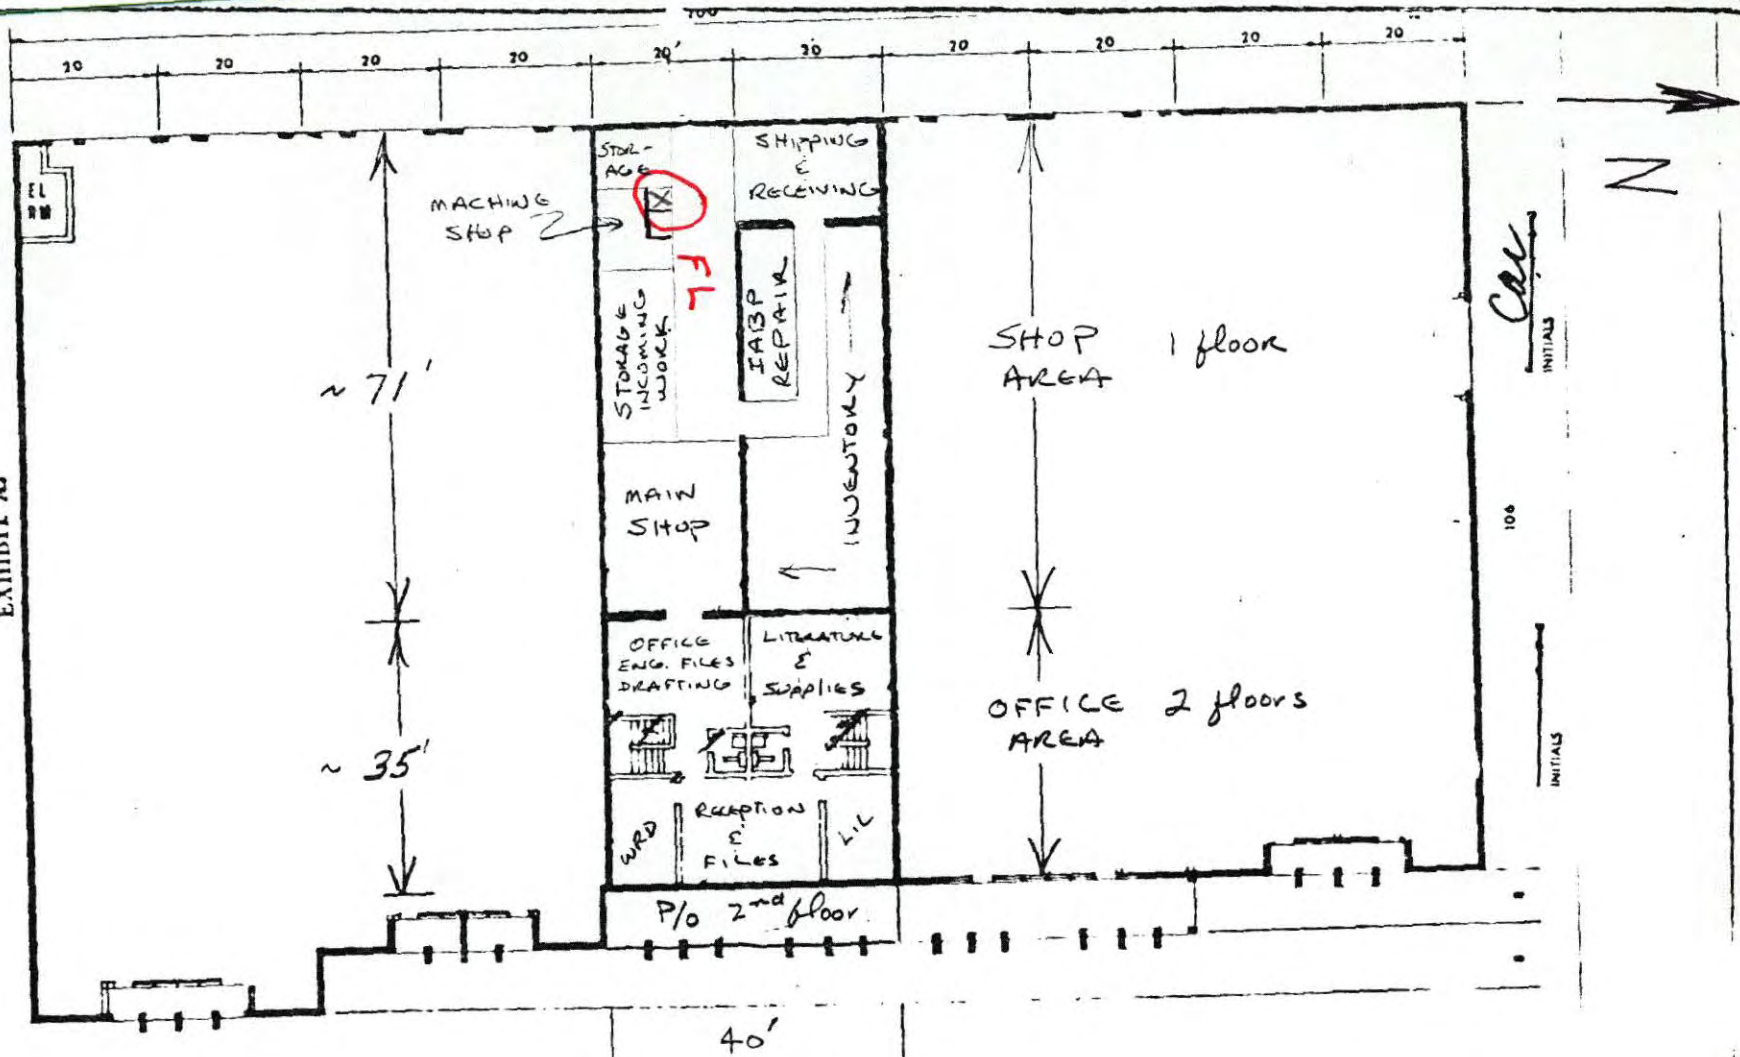 20 20 20 20 20' 20 20 20 20 20
EL
RM
STOR-
AGE
SHIPPING
&
RECEIVING
MACHINE
SHOP
FL
N
STORAGE
INCOMING
WORK
IABP
REPAIR
INVENTORY
SHOP 1 floor
AREA
~ 71'
INITIALS
EXHIBIT
MAIN
SHOP
106
OFFICE
ENG. FILES
DRAFTING
LITERATURE
&
SUPPLIES
OFFICE 2 floors
AREA
~ 35'
INITIALS
WRD
RECEPTION
&
FILES
LIL
P/O 2nd floor
40'